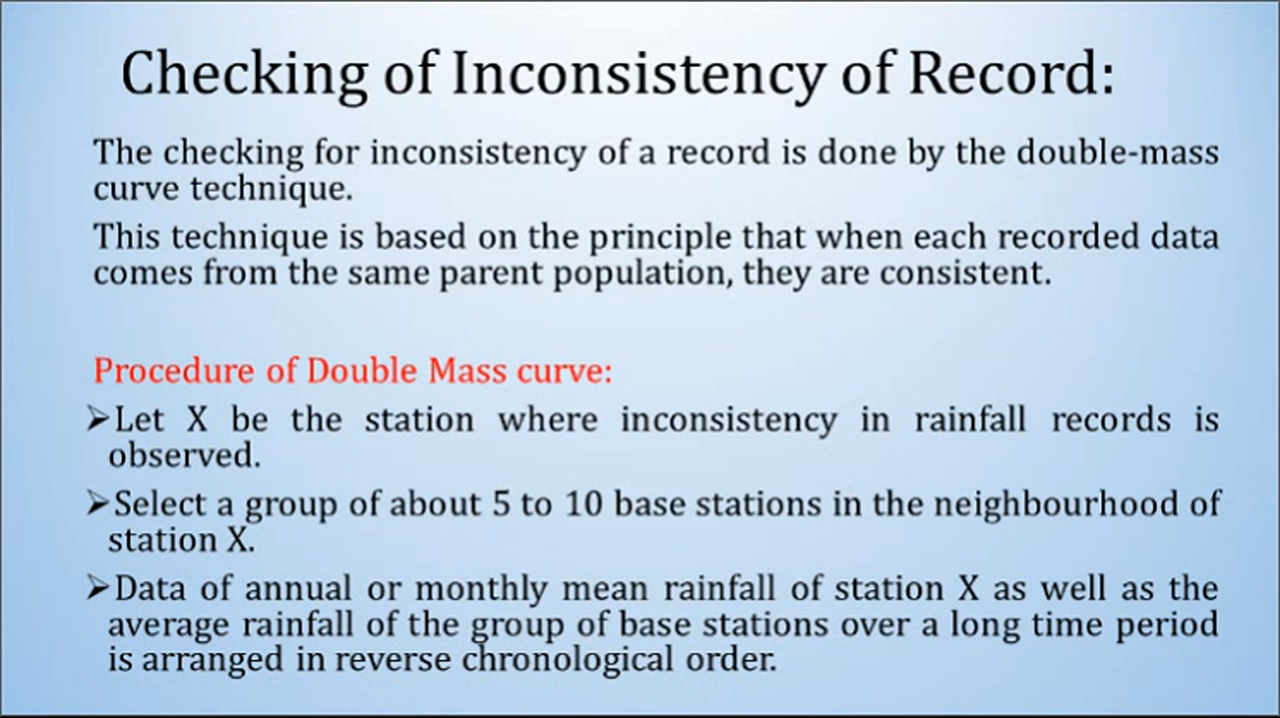 Checking of Inconsistency of Record:
The checking for inconsistency of a record is done by the double-mass
curve technique.
This technique is based on the principle that when each recorded data
comes from the same parent population, they are consistent.
Procedure of Double Mass curve:
➢Let X be the station where inconsistency in rainfall records is
observed.
➢Select a group of about 5 to 10 base stations in the neighbourhood of
station X.
➢Data of annual or monthly mean rainfall of station X as well as the
average rainfall of the group of base stations over a long time period
is arranged in reverse chronological order.